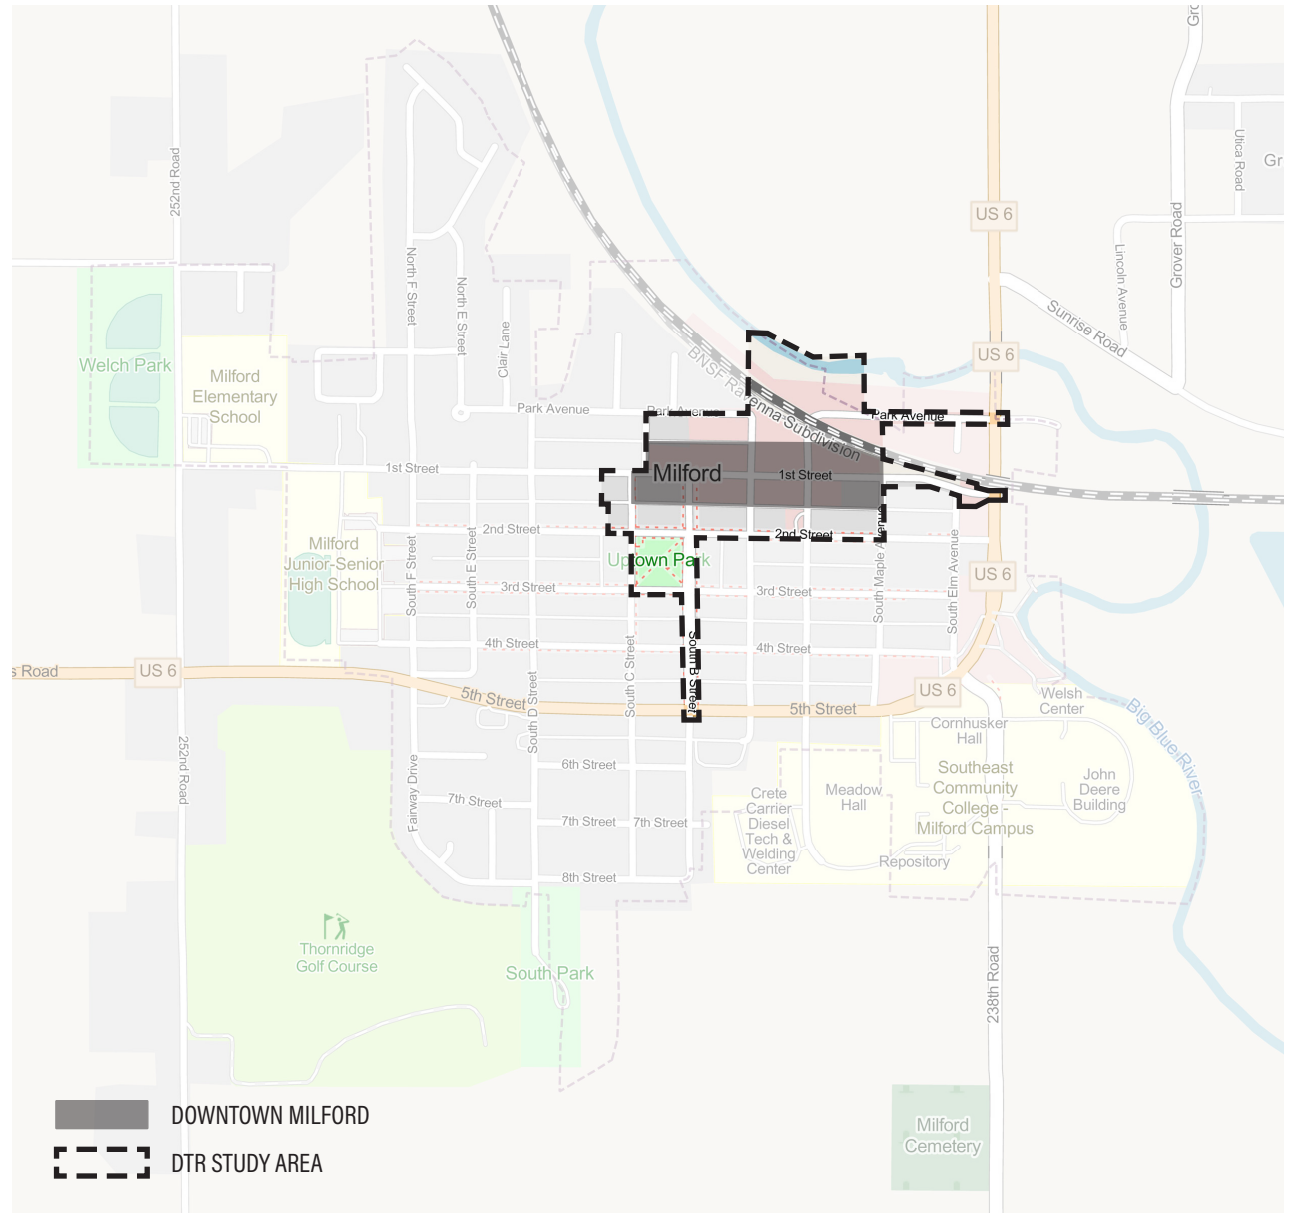 Gro
Utica Road
Gr
252nd Road
US 6
Grover Road
Lincoln Avenue
North F Street
North E Street
Clair Lane
Sunrise Road
US 6
Welch Park
Milford
Elementary
School
BNSF Ravenna Subdivision
Park Avenue
Park Avenue
Park Avenue
1st Street
Milford
1st Street
2nd Street
2nd Street
Milford
Junior-Senior
High School
South F Street
South E Street
Uptown Park
South Maple Avenue
South Elm Avenue
US 6
3rd Street
3rd Street
4th Street
4th Street
South C Street
South B Street
s Road
US 6
5th Street
South D Street
5th Street
US 6
Welsh
Center
Cornhusker
Hall
Big Blue River
252nd Road
Fairway Drive
6th Street
7th Street
7th Street
7th Street
8th Street
Crete
Carrier
Diesel
Tech &
Welding
Center
Meadow
Hall
Southeast
Community
College -
Milford Campus
John
Deere
Building
Repository
Thornridge
Golf Course
South Park
238th Road
Milford
Cemetery
DOWNTOWN MILFORD
DTR STUDY AREA